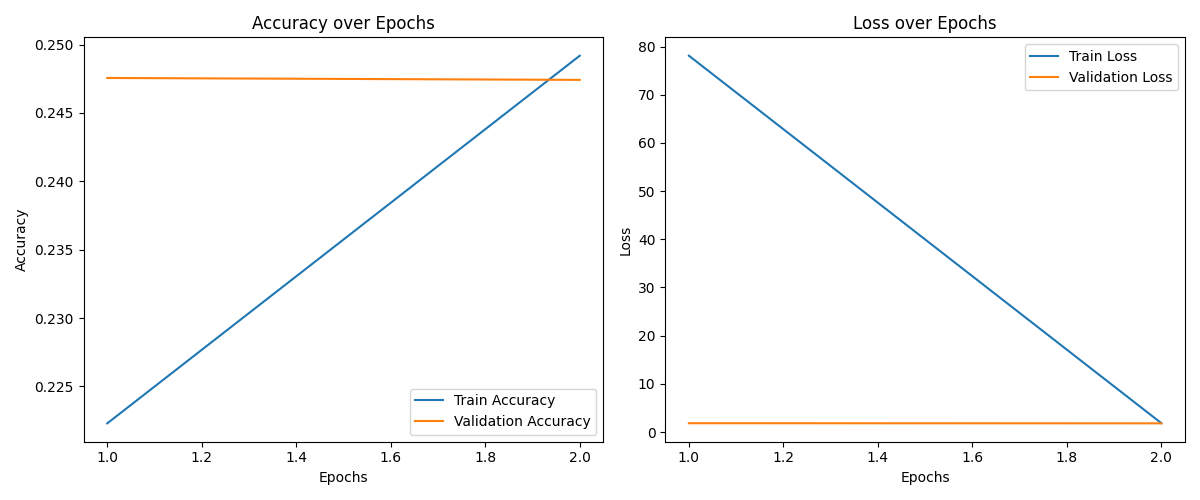 Accuracy over Epochs
0.250
0.245
0.240
0.235
0.230
0.225
Accuracy
1.0 1.2 1.4 1.6 1.8 2.0
Epochs
Train Accuracy
Validation Accuracy
Loss over Epochs
80
70
60
50
40
30
20
10
0
Loss
1.0 1.2 1.4 1.6 1.8 2.0
Epochs
Train Loss
Validation Loss